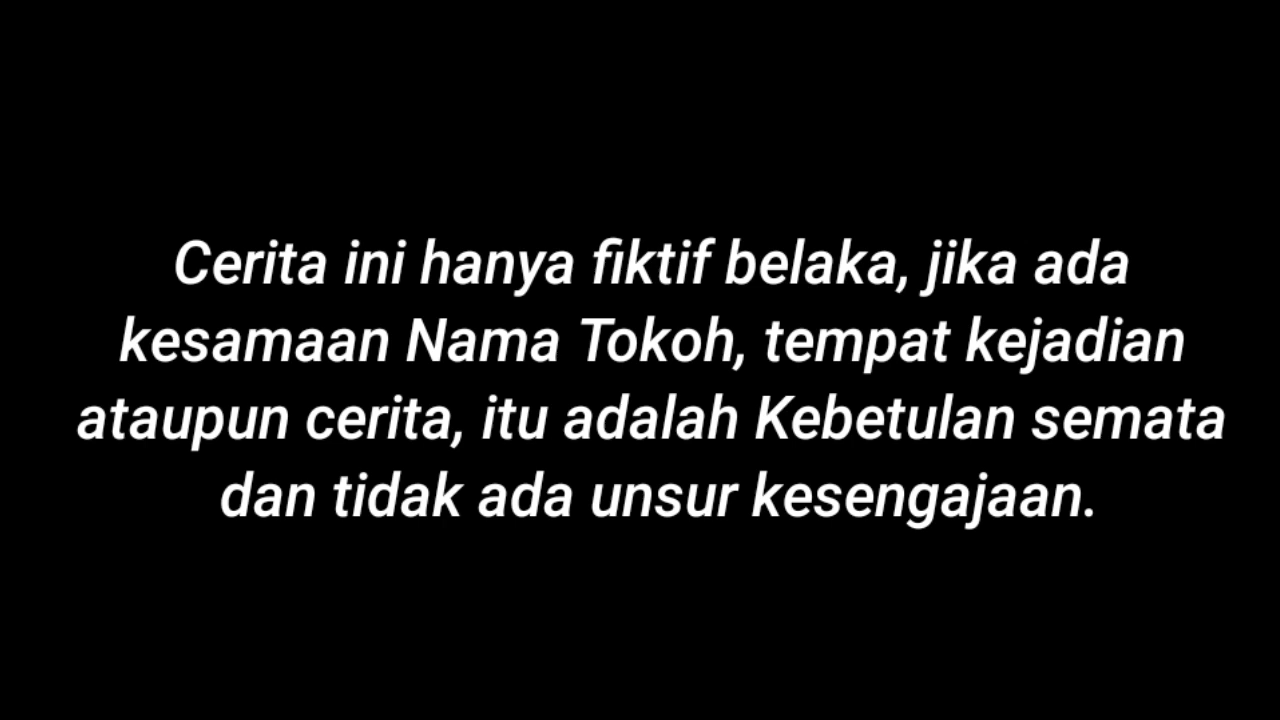 Cerita ini hanya fiktif belaka, jika ada
kesamaan Nama Tokoh, tempat kejadian
ataupun cerita, itu adalah Kebetulan semata
dan tidak ada unsur kesengajaan.